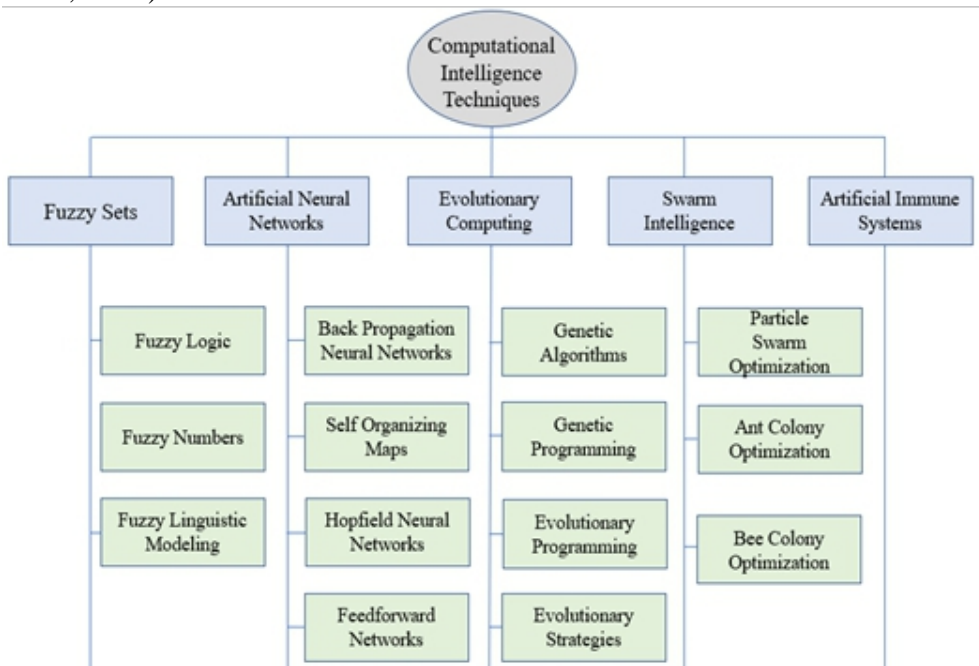 Computational
Intelligence
Techniques
Fuzzy Sets
Artificial Neural
Networks
Evolutionary
Computing
Swarm
Intelligence
Artificial Immune
Systems
Fuzzy Logic
Back Propagation
Neural Networks
Genetic
Algorithms
Particle
Swarm
Optimization
Fuzzy Numbers
Self Organizing
Maps
Genetic
Programming
Ant Colony
Optimization
Fuzzy Linguistic
Modeling
Hopfield Neural
Networks
Evolutionary
Programming
Bee Colony
Optimization
Feedforward
Networks
Evolutionary
Strategies